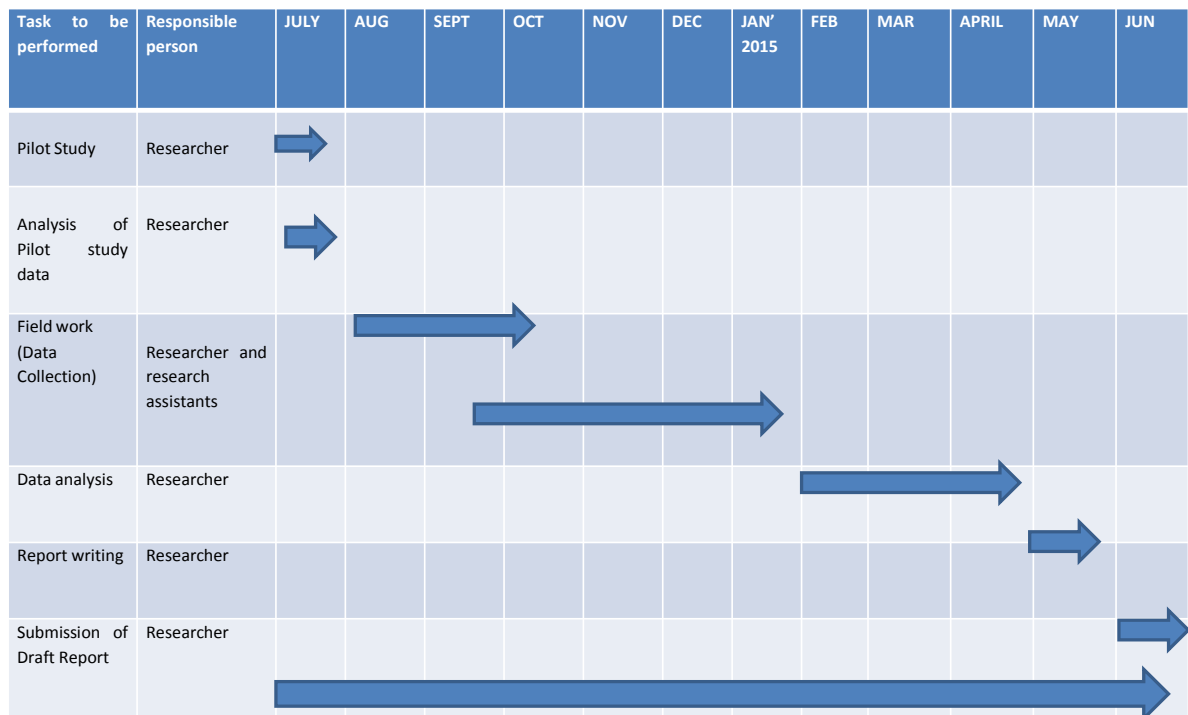 Task to be performed Responsible person JULY AUG SEPT OCT NOV DEC JAN’ 2015 FEB MAR APRIL MAY JUN
Pilot Study Researcher
Analysis of Pilot study data Researcher
Field work (Data Collection) Researcher and research assistants
Data analysis Researcher
Report writing Researcher
Submission of Draft Report Researcher